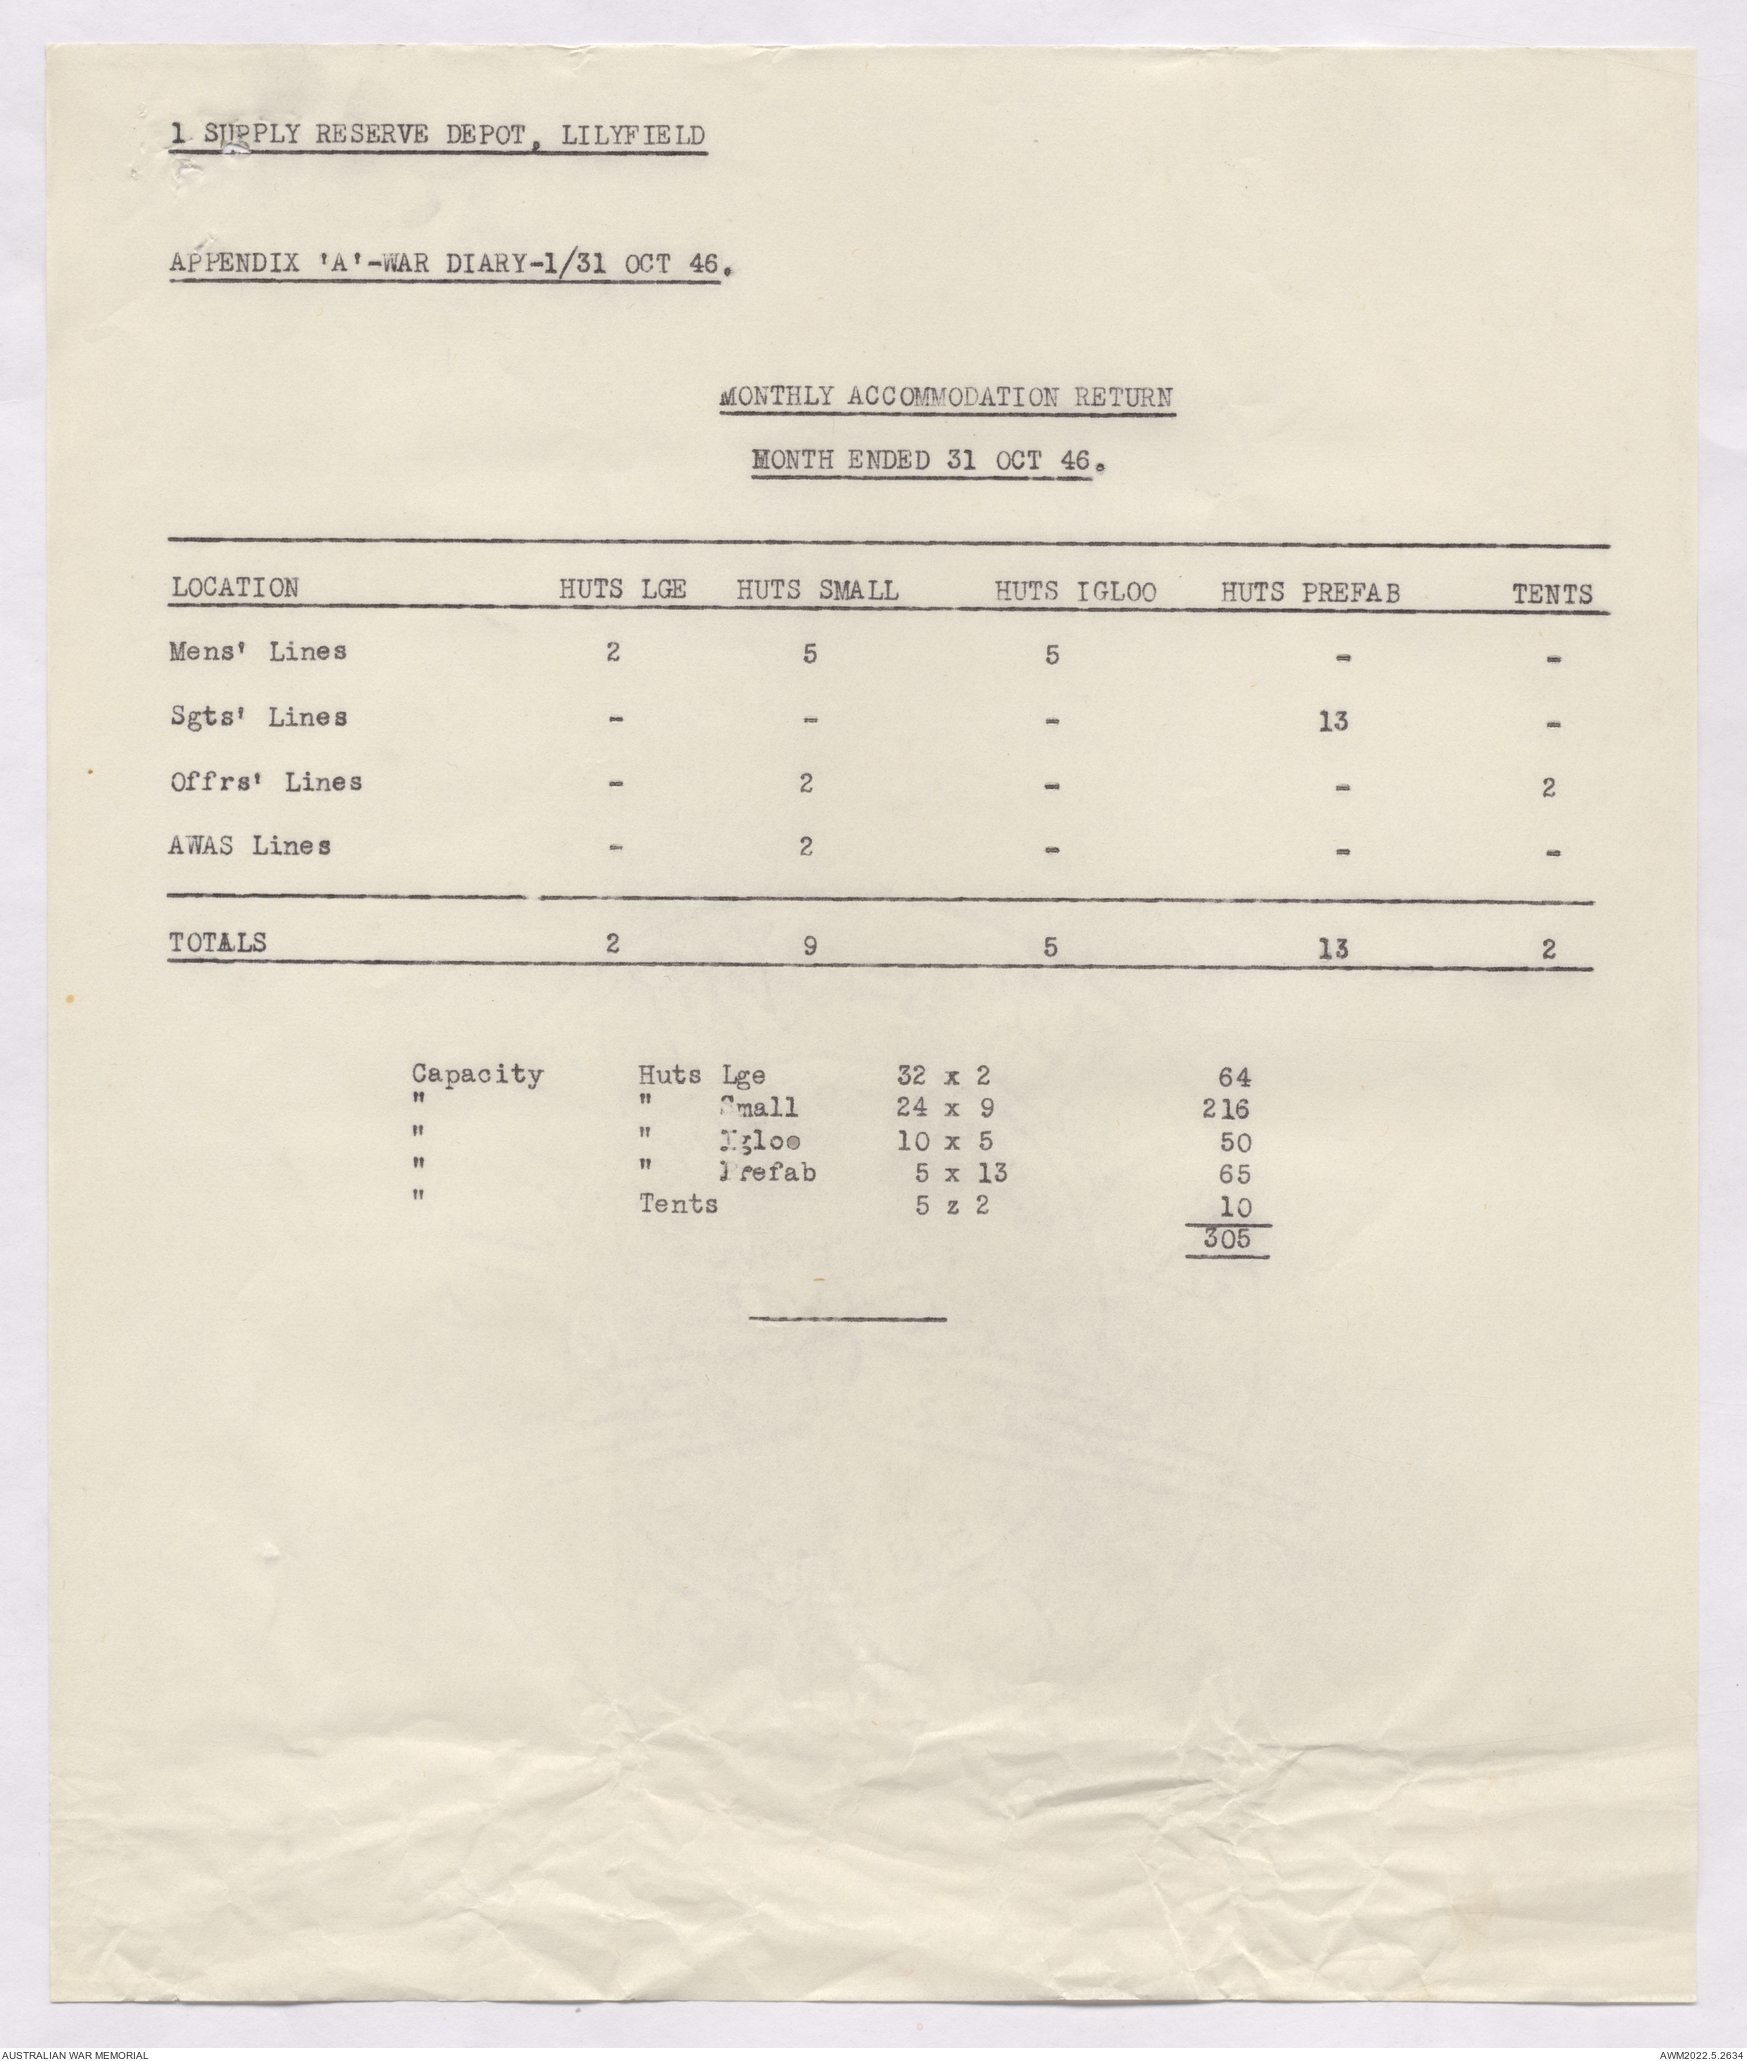 1 SUPPLY RESERVE DEPOT, LILYFIELD
APPENDIX 'A'-WAR DIARY-1/31 OCT 46.
MONTHLY ACCOMMODATION RETURN
MONTH ENDED 31 OCT 46.
LOCATION HUTS LGE HUTS SMALL HUTS IGLOO HUTS PREFAB TENTS
Mens' Lines 2 5 5 - -
Sgts' Lines - - - 13 -
Offrs' Lines - 2 - - 2
AWAS Lines - 2 - - -
TOTALS 2 9 5 13 2
Capacity Huts Lge 32 x 2 64
" " Small 24 x 9 216
" " Igloo 10 x 5 50
" " Prefab 5 x 13 65
" Tents 5 z 2 10
305
AUSTRALIAN WAR MEMORIAL AWM2022.5.2634